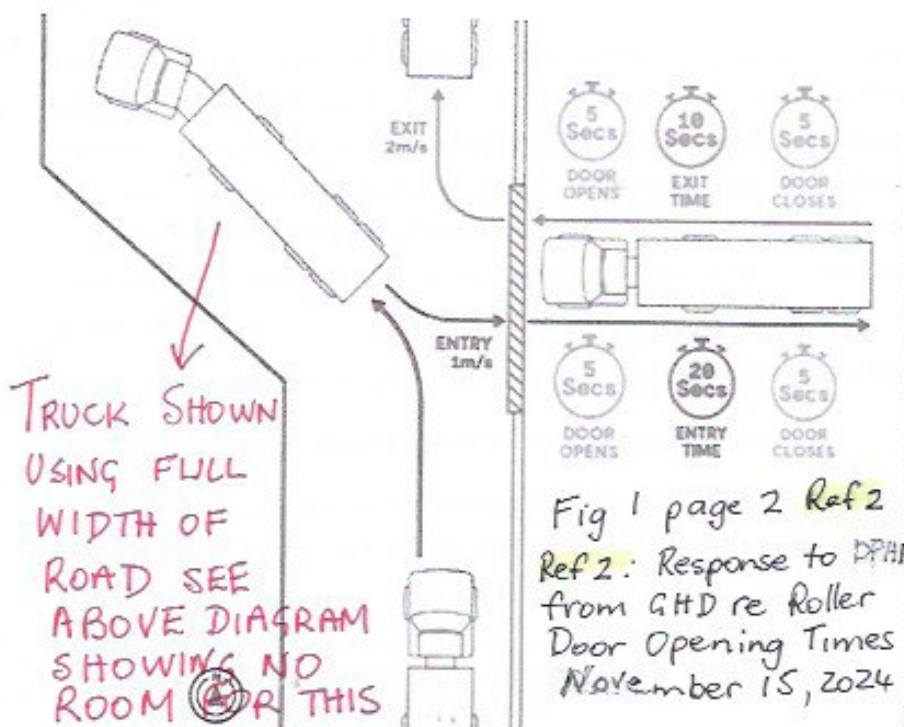 EXIT
2m/s
5
Secs
DOOR
OPENS
10
Secs
EXIT
TIME
5
Secs
DOOR
CLOSES
ENTRY
1m/s
5
Secs
DOOR
OPENS
20
Secs
ENTRY
TIME
5
Secs
DOOR
CLOSES
TRUCK SHOWN
USING FULL
WIDTH OF
ROAD SEE
ABOVE DIAGRAM
SHOWING NO
ROOM FOR THIS
Fig 1 page 2 Ref 2
Ref 2: Response to
from GHD re Roller
Door Opening Times
November 15, 2024